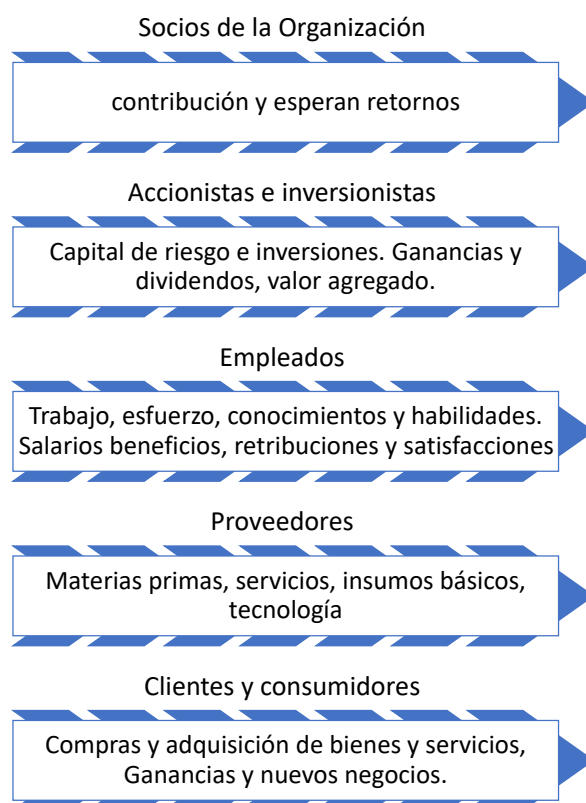 Socios de la Organización
contribución y esperan retornos
Accionistas e inversionistas
Capital de riesgo e inversiones. Ganancias y
dividendos, valor agregado.
Empleados
Trabajo, esfuerzo, conocimientos y habilidades.
Salarios beneficios, retribuciones y satisfacciones
Proveedores
Materias primas, servicios, insumos básicos,
tecnología
Clientes y consumidores
Compras y adquisición de bienes y servicios,
Ganancias y nuevos negocios.